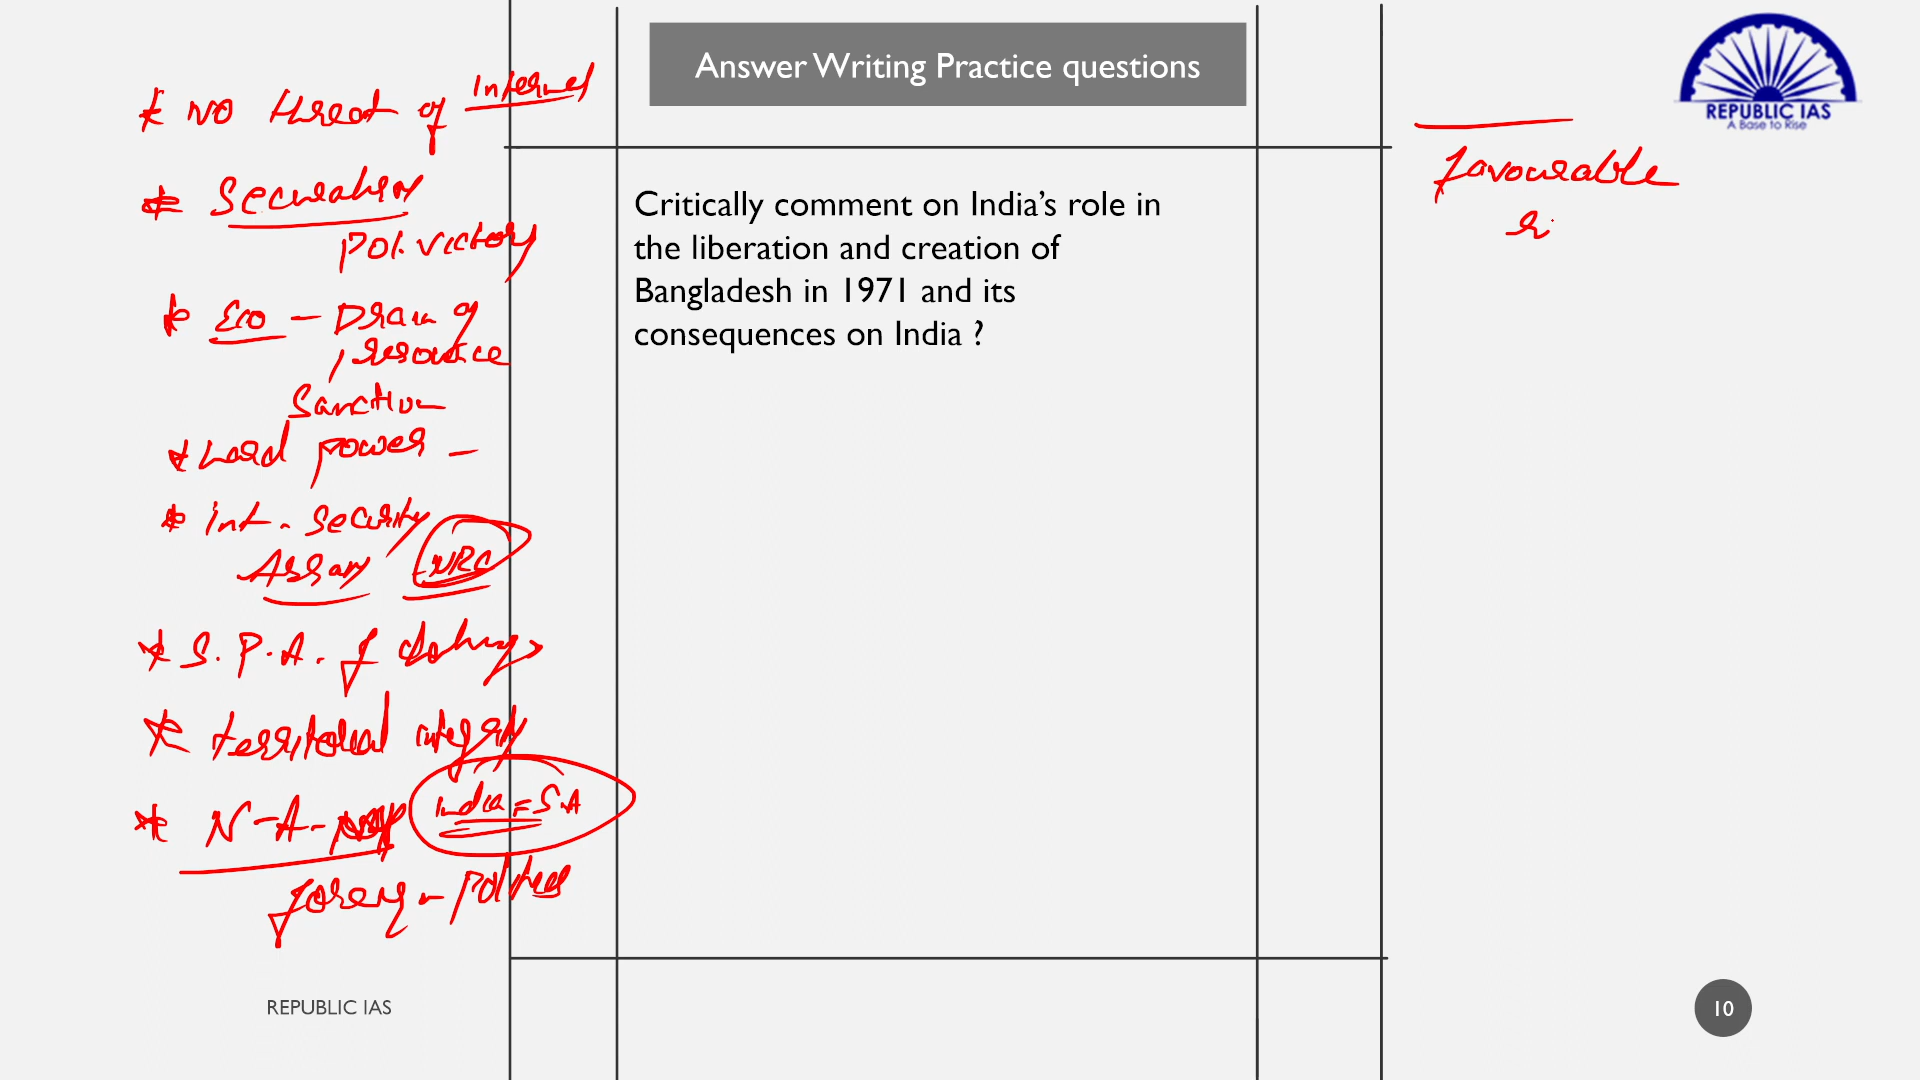 Answer Writing Practice questions
REPUBLIC IAS
A Base to Rise
* NO threat of internal
* Secularism
pol. victory
* Eco – Drain of
resource
Sanction
* Hard power –
* int. security
Assam – NRC
* S. P. A. of
* territorial integrity
* N-A-
India = S.A
foreign – 
favourable
Critically comment on India’s role in
the liberation and creation of
Bangladesh in 1971 and its
consequences on India ?
REPUBLIC IAS
10